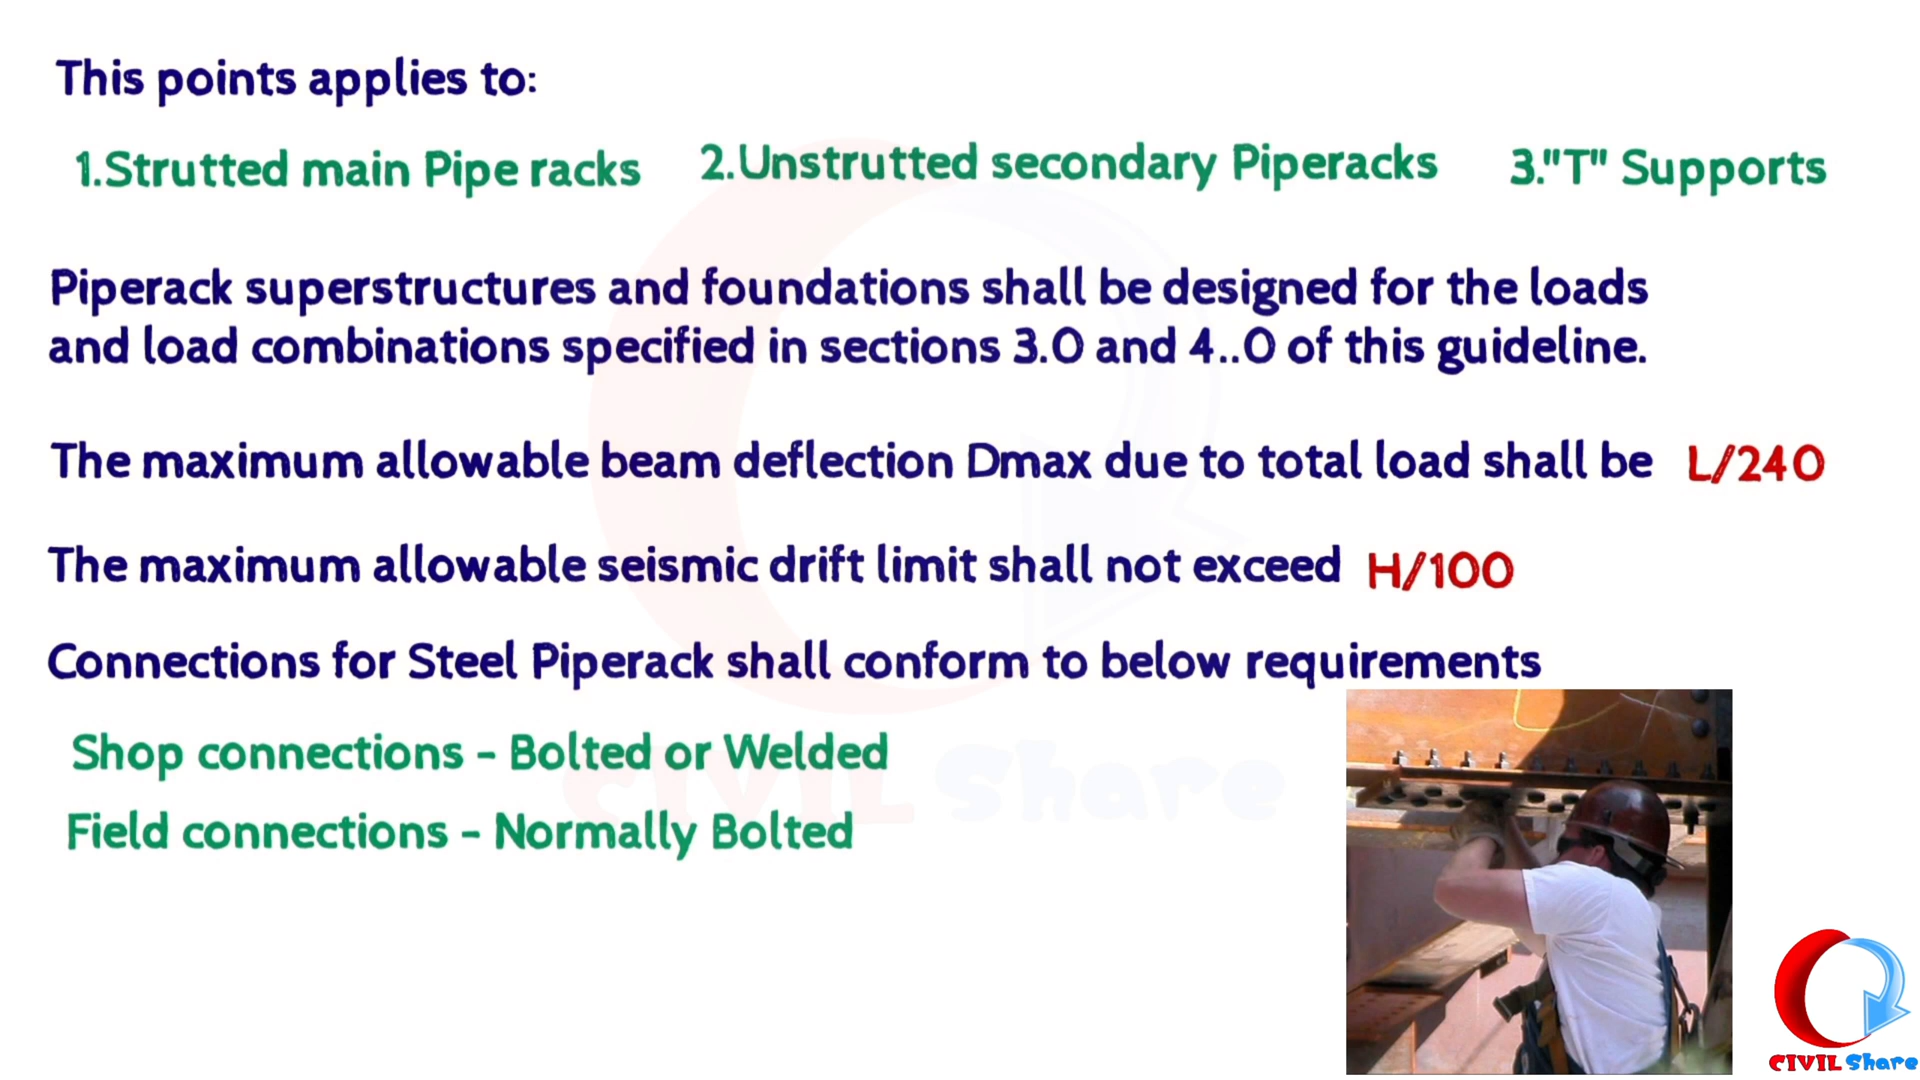 This points applies to:
1.Strutted main Pipe racks 2.Unstrutted secondary Piperacks 3."T" Supports
Piperack superstructures and foundations shall be designed for the loads
and load combinations specified in sections 3.0 and 4..0 of this guideline.
The maximum allowable beam deflection Dmax due to total load shall be L/240
The maximum allowable seismic drift limit shall not exceed H/100
Connections for Steel Piperack shall conform to below requirements
Shop connections - Bolted or Welded
CIVIL Share
Field connections - Normally Bolted
CIVIL Share